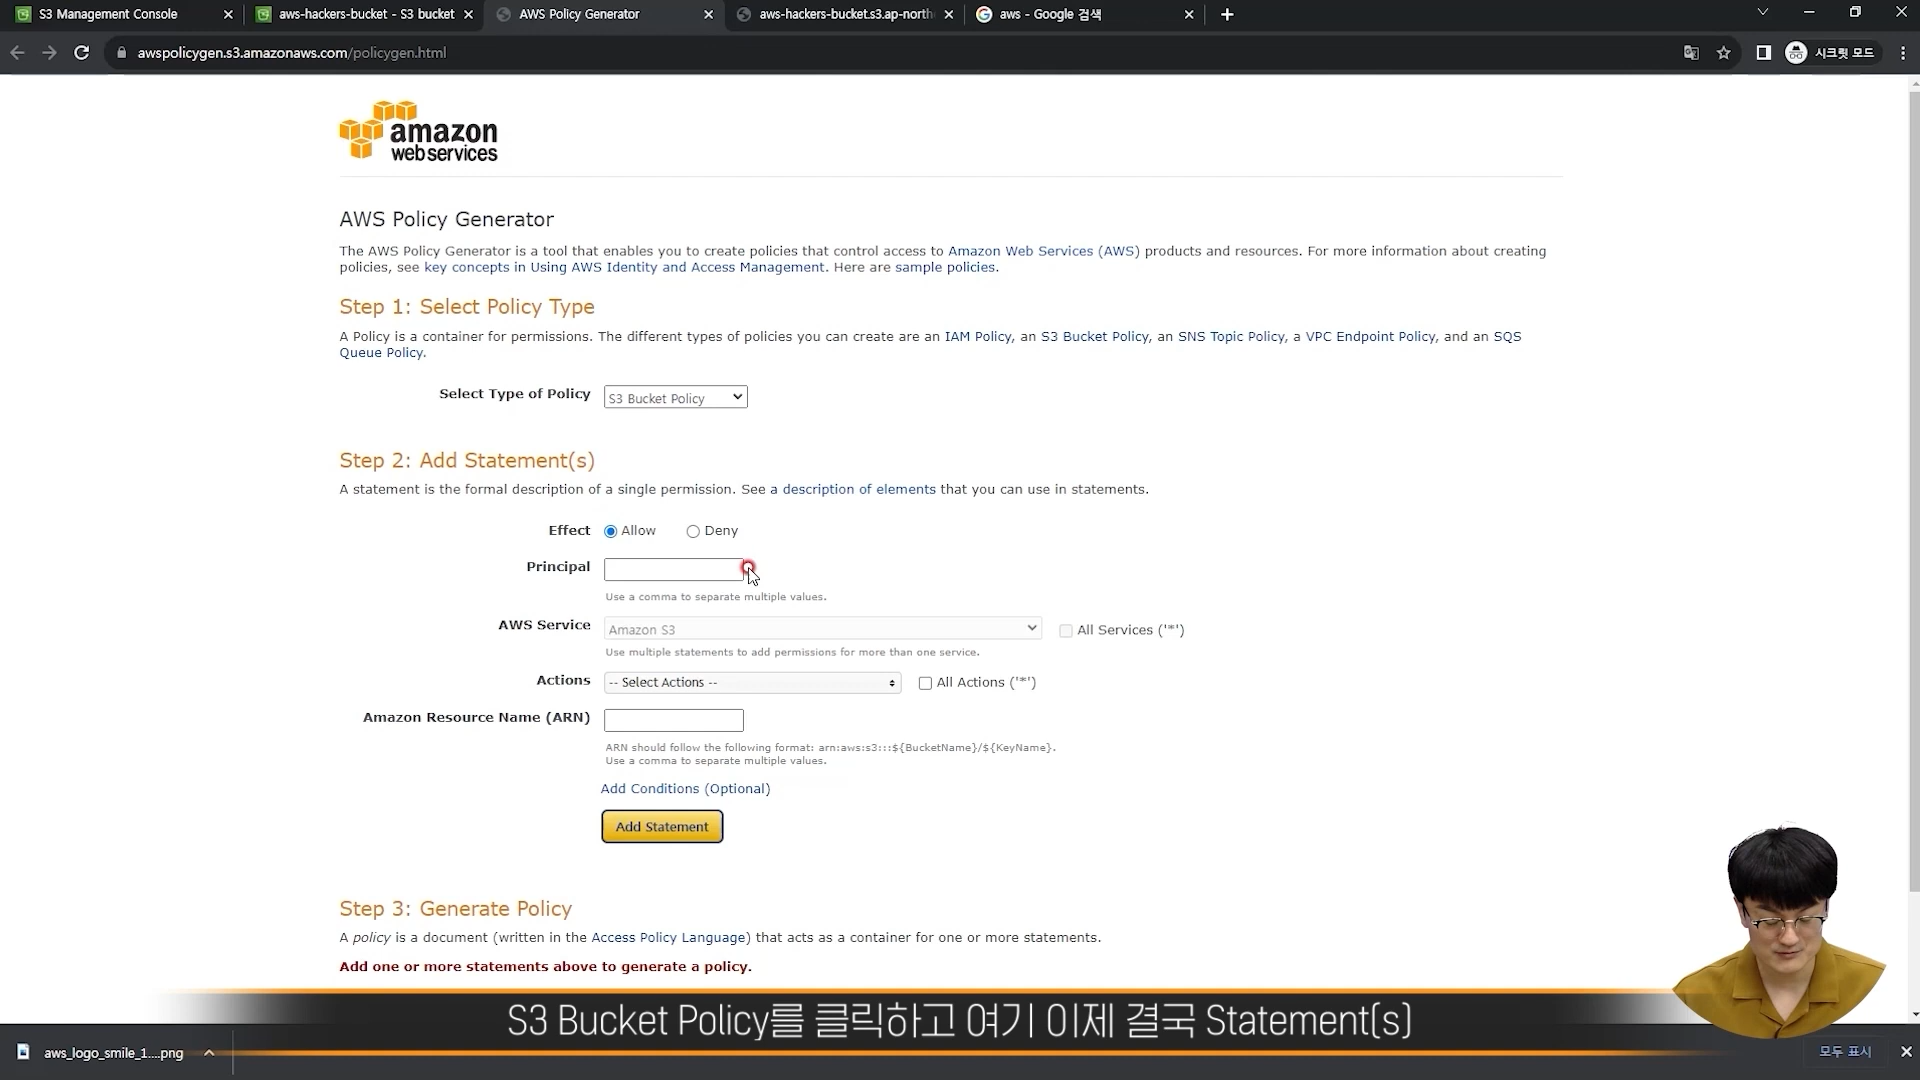 S3 Management Console
aws-hackers-bucket - S3 bucket
AWS Policy Generator
aws-hackers-bucket.s3.ap-north
aws - Google 검색
awspolicygen.s3.amazonaws.com/policygen.html
시크릿 모드
amazon
webservices
AWS Policy Generator
The AWS Policy Generator is a tool that enables you to create policies that control access to Amazon Web Services (AWS) products and resources. For more information about creating
policies, see key concepts in Using AWS Identity and Access Management. Here are sample policies.
Step 1: Select Policy Type
A Policy is a container for permissions. The different types of policies you can create are an IAM Policy, an S3 Bucket Policy, an SNS Topic Policy, a VPC Endpoint Policy, and an SQS
Queue Policy.
Select Type of Policy S3 Bucket Policy
Step 2: Add Statement(s)
A statement is the formal description of a single permission. See a description of elements that you can use in statements.
Effect Allow Deny
Principal
Use a comma to separate multiple values.
AWS Service Amazon S3 All Services ('*')
Use multiple statements to add permissions for more than one service.
Actions -- Select Actions -- All Actions ('*')
Amazon Resource Name (ARN)
ARN should follow the following format: arn:aws:s3:::${BucketName}/${KeyName}.
Use a comma to separate multiple values.
Add Conditions (Optional)
Add Statement
Step 3: Generate Policy
A policy is a document (written in the Access Policy Language) that acts as a container for one or more statements.
Add one or more statements above to generate a policy.
S3 Bucket Policy를 클릭하고 여기 이제 결국 Statement(s)
aws_logo_smile_1....png
모두 표시